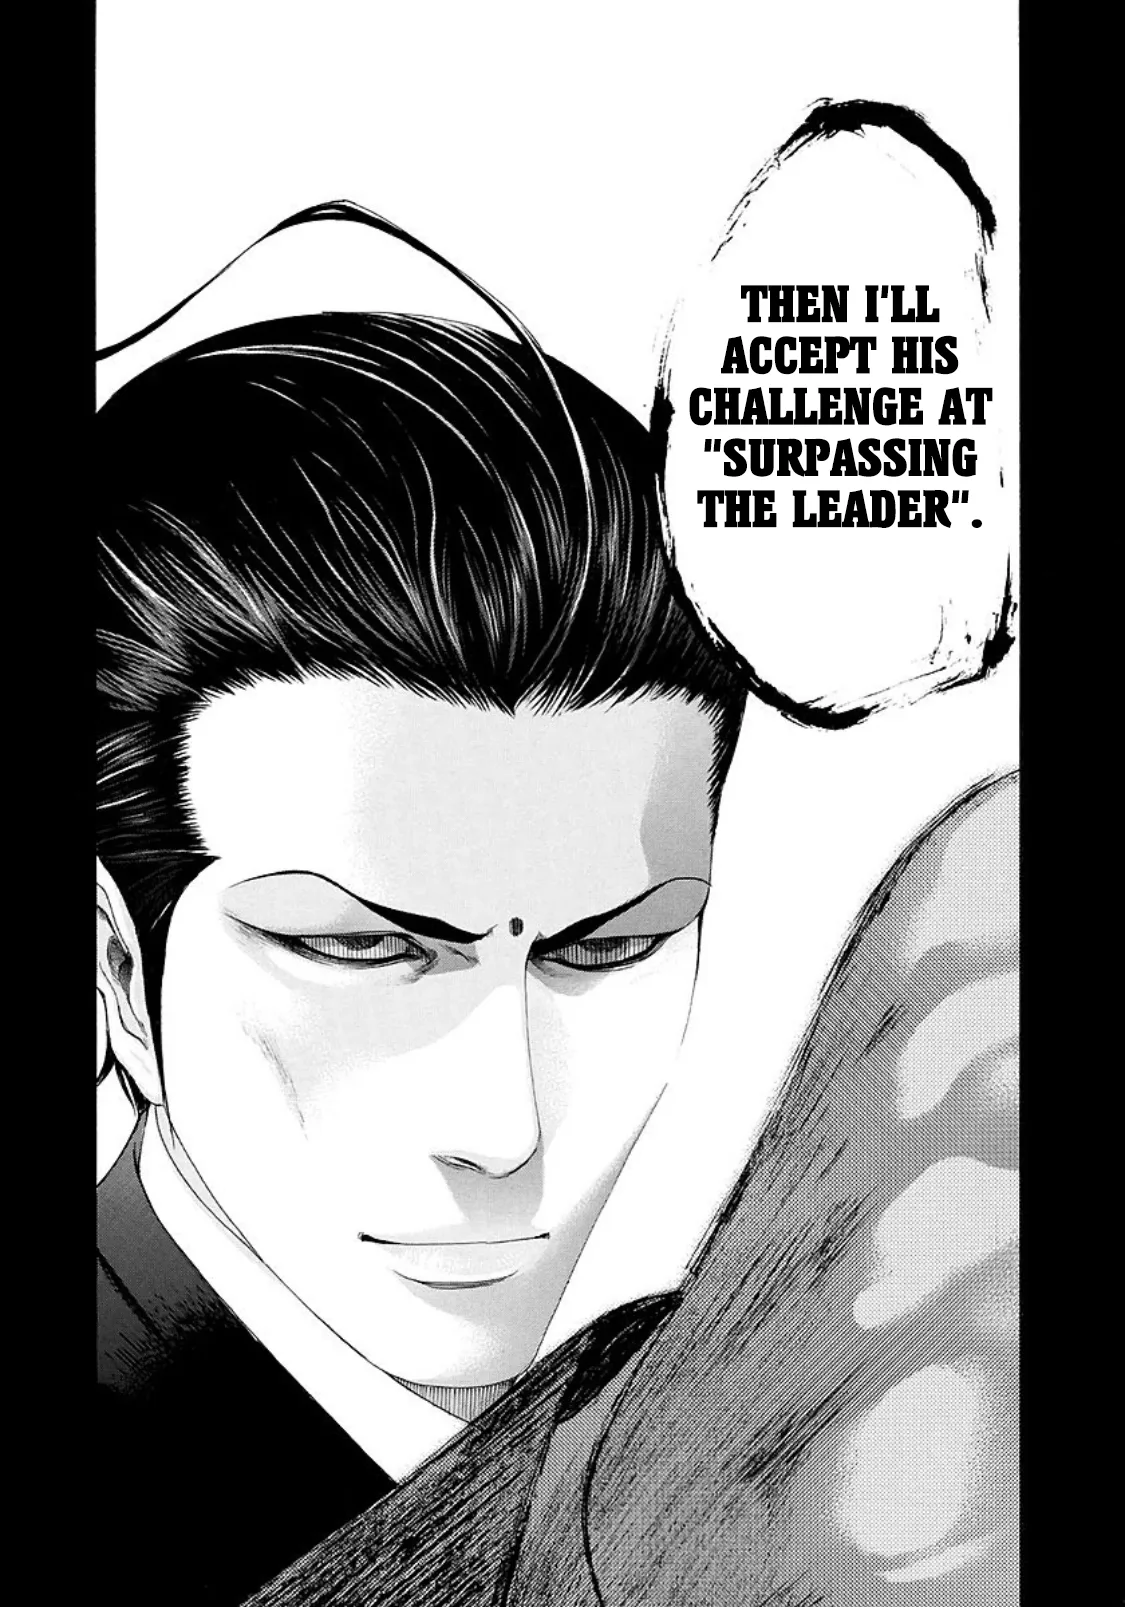 THEN I'LL
ACCEPT HIS
CHALLENGE AT
"SURPASSING
THE LEADER".